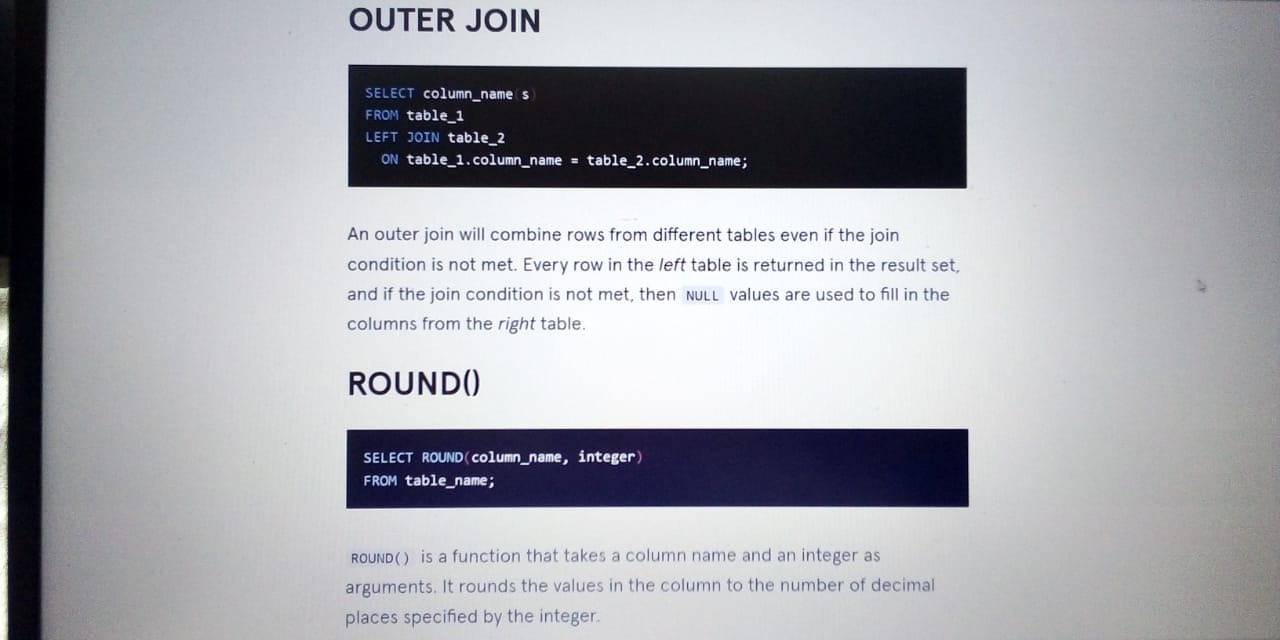 OUTER JOIN
SELECT column_name(s)
FROM table_1
LEFT JOIN table_2
ON table_1.column_name = table_2.column_name;
An outer join will combine rows from different tables even if the join
condition is not met. Every row in the left table is returned in the result set,
and if the join condition is not met, then NULL values are used to fill in the
columns from the right table.
ROUND()
SELECT ROUND(column_name, integer)
FROM table_name;
ROUND() is a function that takes a column name and an integer as
arguments. It rounds the values in the column to the number of decimal
places specified by the integer.